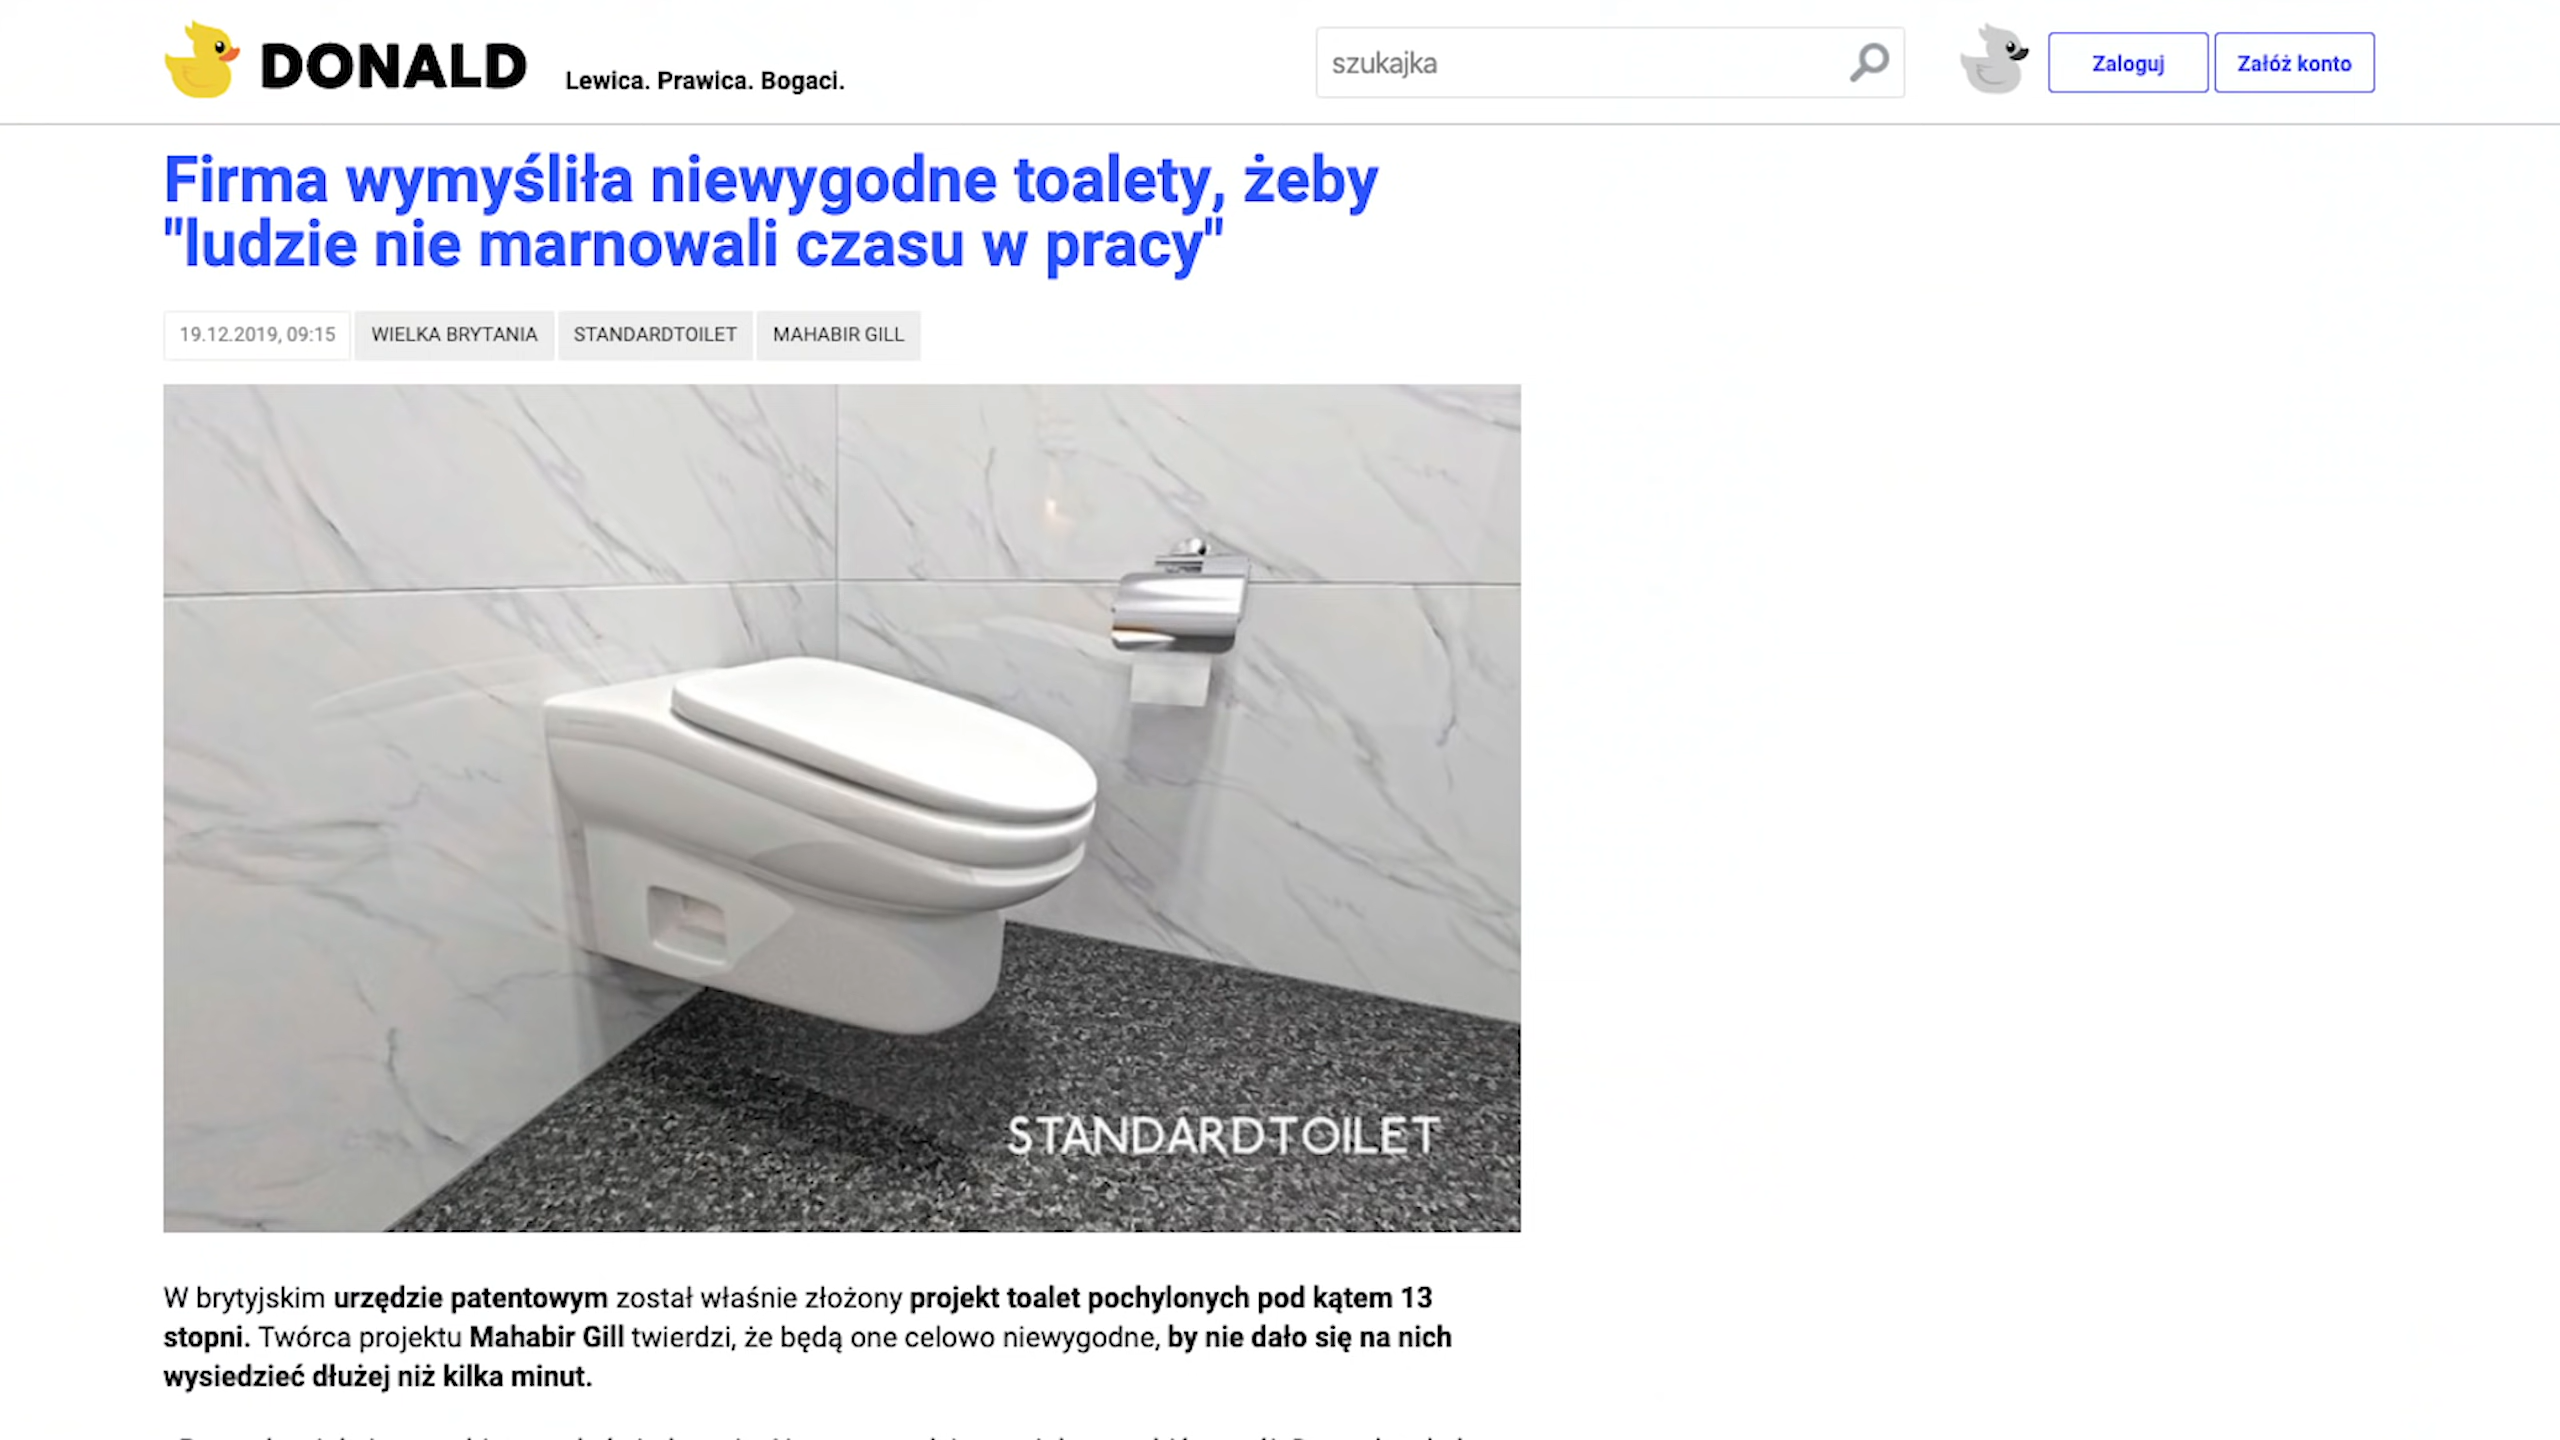 DONALD
Lewica. Prawica. Bogaci.
szukajka
Zaloguj
Załóż konto
Firma wymyśliła niewygodne toalety, żeby
"ludzie nie marnowali czasu w pracy"
19.12.2019, 09:15
WIELKA BRYTANIA
STANDARDTOILET
MAHABIR GILL
STANDARDTOILET
W brytyjskim urzędzie patentowym został właśnie złożony projekt toalet pochylonych pod kątem 13
stopni. Twórca projektu Mahabir Gill twierdzi, że będą one celowo niewygodne, by nie dało się na nich
wysiedzieć dłużej niż kilka minut.